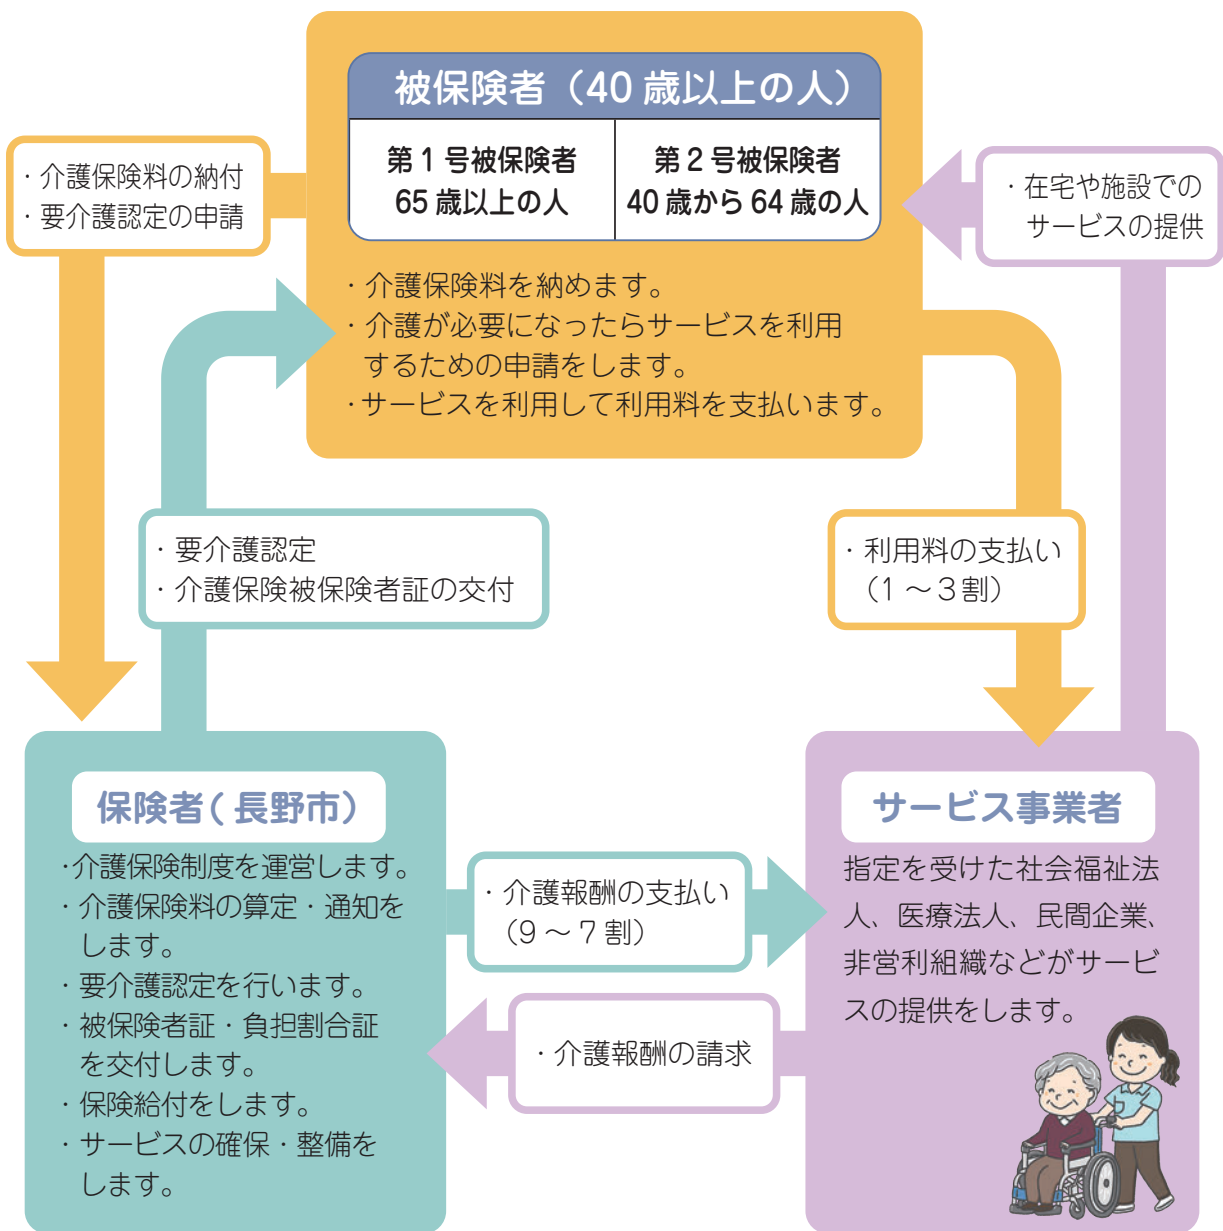 被保険者（40 歳以上の人）
第 1 号被保険者
65 歳以上の人
第 2 号被保険者
40 歳から 64 歳の人
・介護保険料を納めます。
・介護が必要になったらサービスを利用
するための申請をします。
・サービスを利用して利用料を支払います。
・介護保険料の納付
・要介護認定の申請
・在宅や施設での
サービスの提供
・要介護認定
・介護保険被保険者証の交付
・利用料の支払い
（1 ～ 3 割）
保険者( 長野市）
・介護保険制度を運営します。
・介護保険料の算定・通知を
します。
・要介護認定を行います。
・被保険者証・負担割合証
を交付します。
・保険給付をします。
・サービスの確保・整備を
します。
・介護報酬の支払い
（9 ～ 7 割）
・介護報酬の請求
サービス事業者
指定を受けた社会福祉法
人、医療法人、民間企業、
非営利組織などがサービ
スの提供をします。